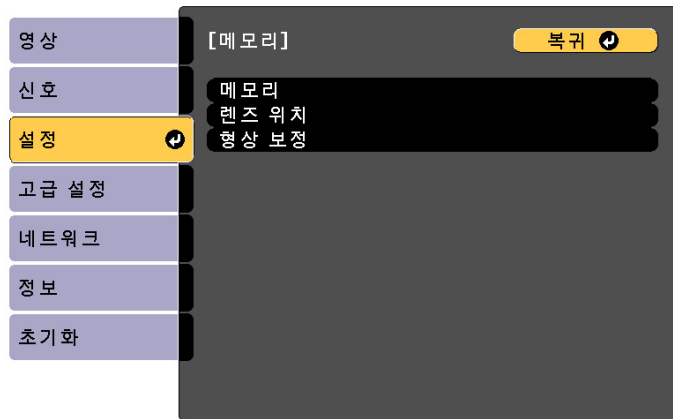 영상
신호
설정
고급 설정
네트워크
정보
초기화
[메모리]
복귀
메모리
렌즈 위치
형상 보정